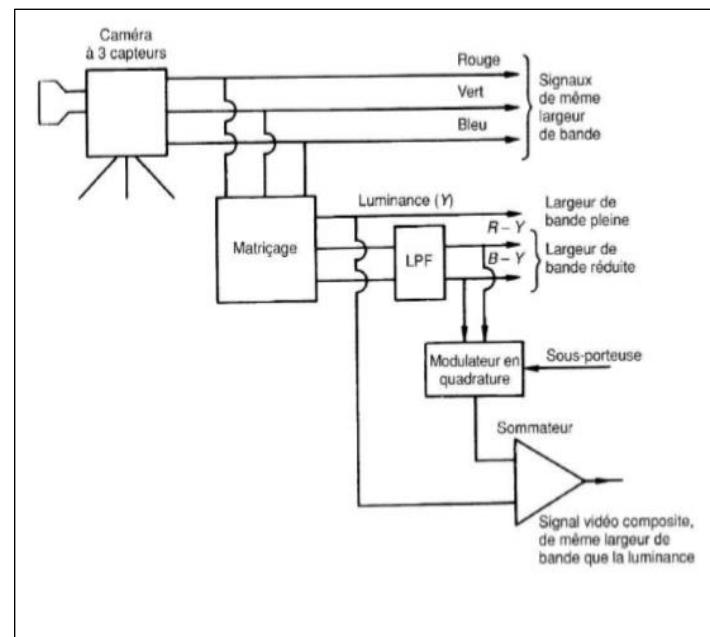 Caméra
à 3 capteurs
Rouge
Vert
Bleu
Signaux
de même
largeur
de bande
Luminance (Y)
Largeur de
bande pleine
Matriçage
LPF
R – Y
B – Y
Largeur de
bande réduite
Modulateur en
quadrature
Sous-porteuse
Sommateur
Signal vidéo composite,
de même largeur de
bande que la luminance